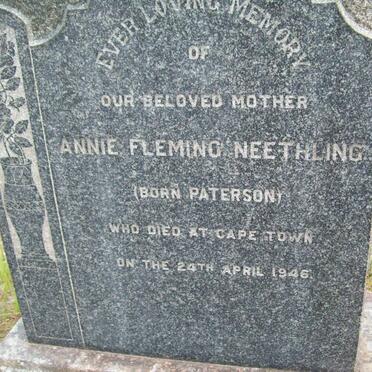 EVER LOVING MEMORY
OF
OUR BELOVED MOTHER
ANNIE FLEMING NEETHLING
(BORN PATERSON)
WHO DIED AT CAPE TOWN
ON THE 24TH APRIL 1946